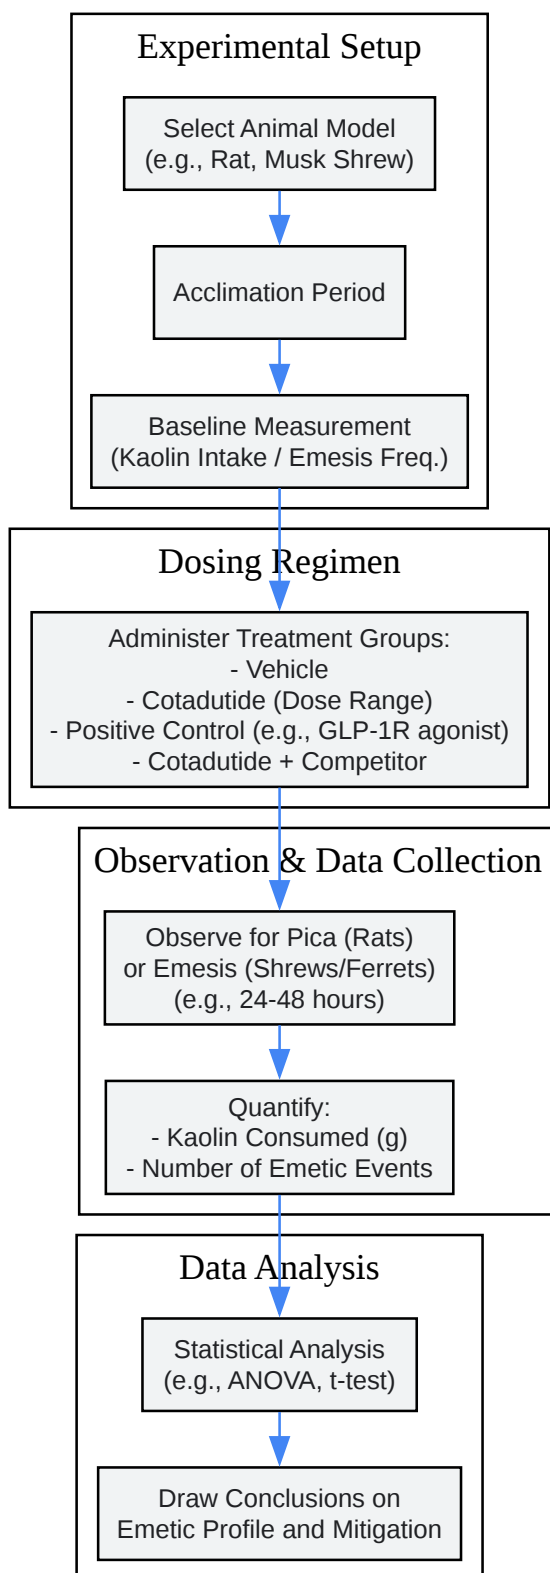 Experimental Setup
Select Animal Model
(e.g., Rat, Musk Shrew)
Acclimation Period
Baseline Measurement
(Kaolin Intake / Emesis Freq.)
Dosing Regimen
Administer Treatment Groups:
- Vehicle
- Cotadutide (Dose Range)
- Positive Control (e.g., GLP-1R agonist)
- Cotadutide + Competitor
Observation & Data Collection
Observe for Pica (Rats)
or Emesis (Shrews/Ferrets)
(e.g., 24-48 hours)
Quantify:
- Kaolin Consumed (g)
- Number of Emetic Events
Data Analysis
Statistical Analysis
(e.g., ANOVA, t-test)
Draw Conclusions on
Emetic Profile and Mitigation